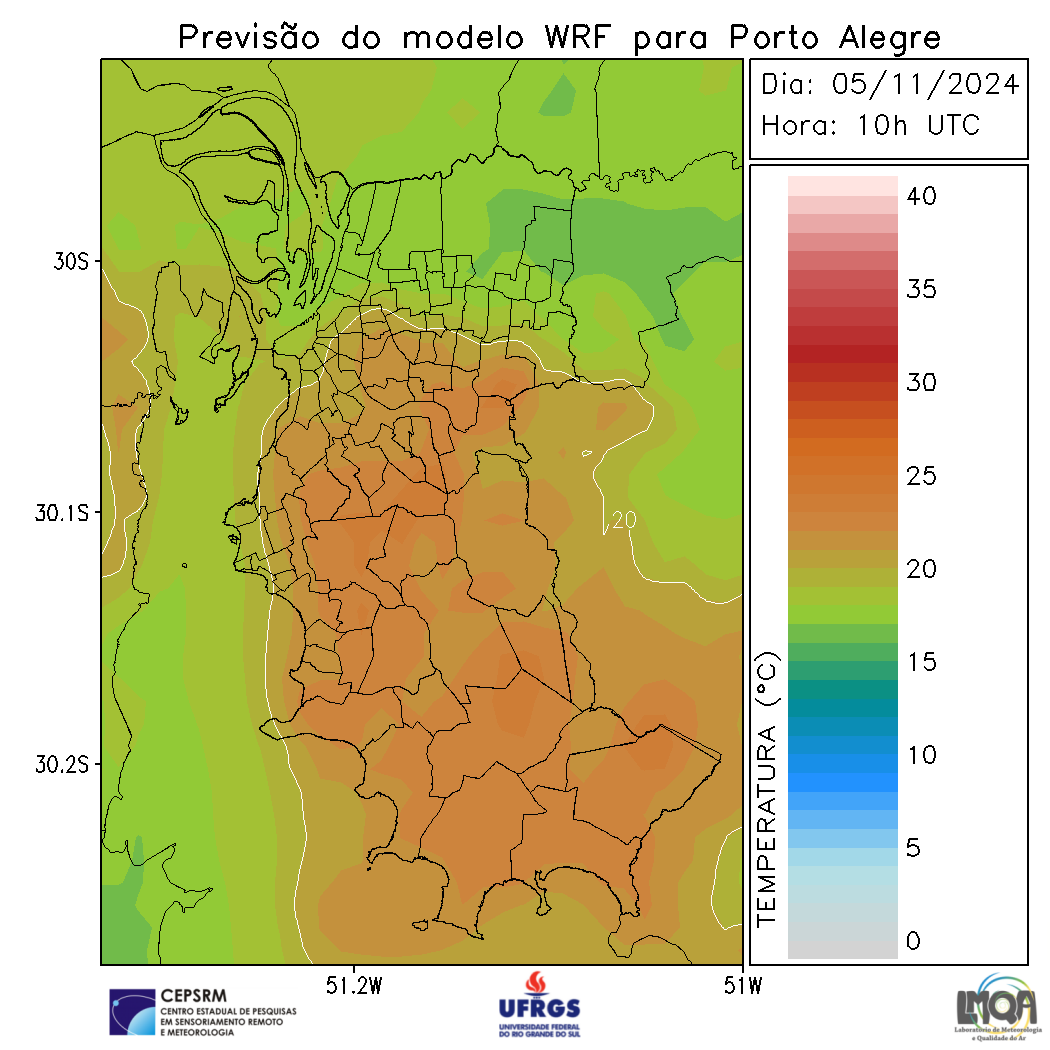 Previsão do modelo WRF para Porto Alegre
Dia: 05/11/2024
Hora: 10h UTC
40
35
30
25
20
15
10
5
0
TEMPERATURA (°C)
30S
30.1S
30.2S
20
51.2W
51W
CEPSRM
CENTRO ESTADUAL DE PESQUISAS
EM SENSORIAMENTO REMOTO
E METEOROLOGIA
UFRGS
UNIVERSIDADE FEDERAL
DO RIO GRANDE DO SUL
LMQA
Laboratório de Meteorologia
e Qualidade do Ar